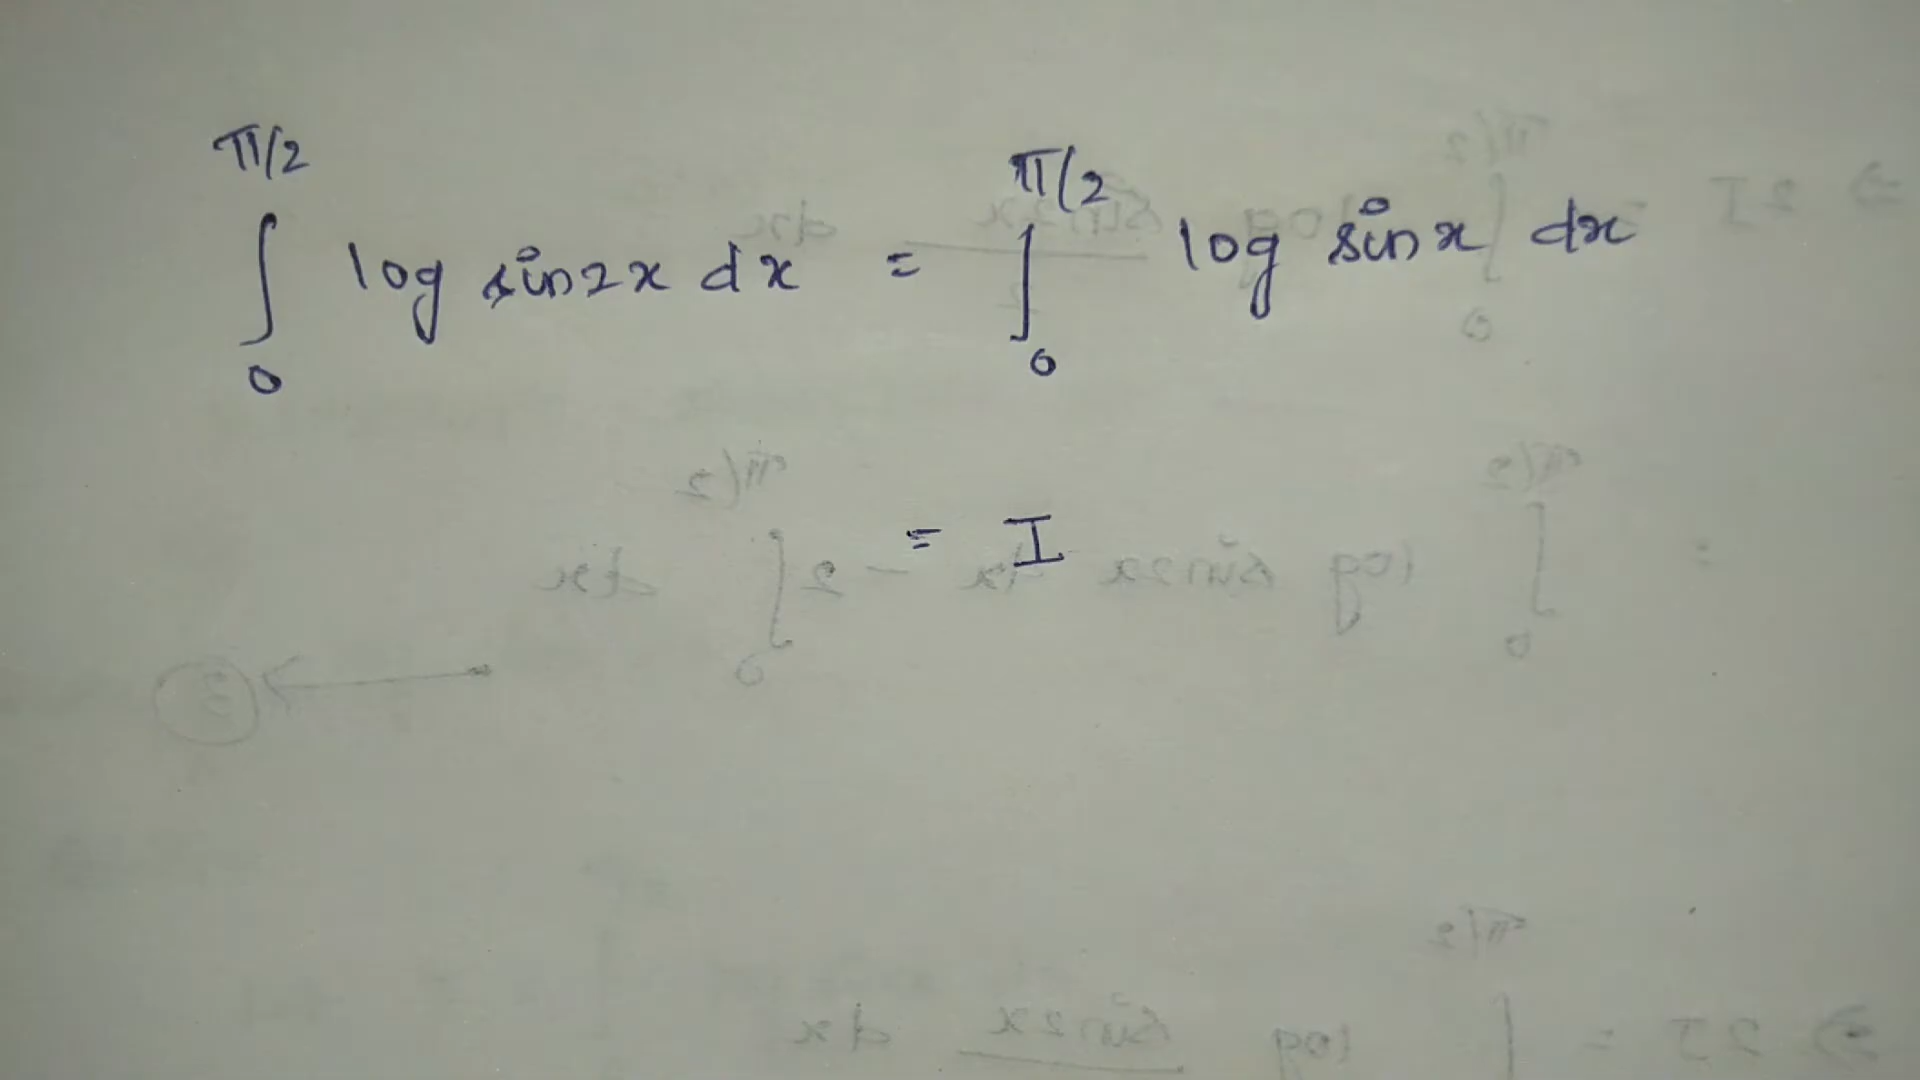 ∫₀^{π/2} log sin2x dx = ∫₀^{π/2} log sinx dx
= I